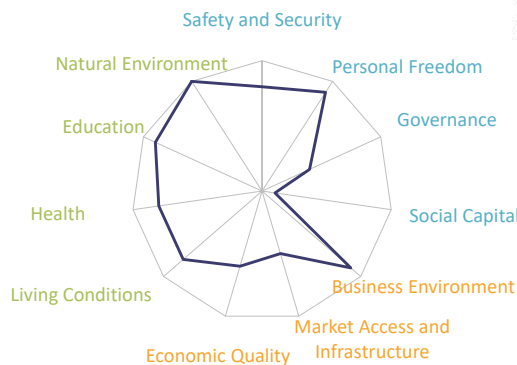 Safety and Security
Natural Environment
Personal Freedom
Education
Governance
Health
Social Capital
Living Conditions
Business Environment
Market Access and
Infrastructure
Economic Quality